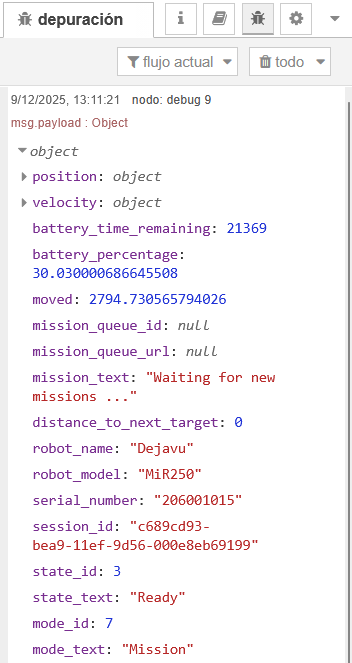 depuración
flujo actual
todo
9/12/2025, 13:11:21 nodo: debug 9
msg.payload : Object
object
position: object
velocity: object
battery_time_remaining: 21369
battery_percentage:
30.030000686645508
moved: 2794.730565794026
mission_queue_id: null
mission_queue_url: null
mission_text: "Waiting for new
missions ..."
distance_to_next_target: 0
robot_name: "Dejavu"
robot_model: "MiR250"
serial_number: "206001015"
session_id: "c689cd93-
bea9-11ef-9d56-000e8eb69199"
state_id: 3
state_text: "Ready"
mode_id: 7
mode_text: "Mission"